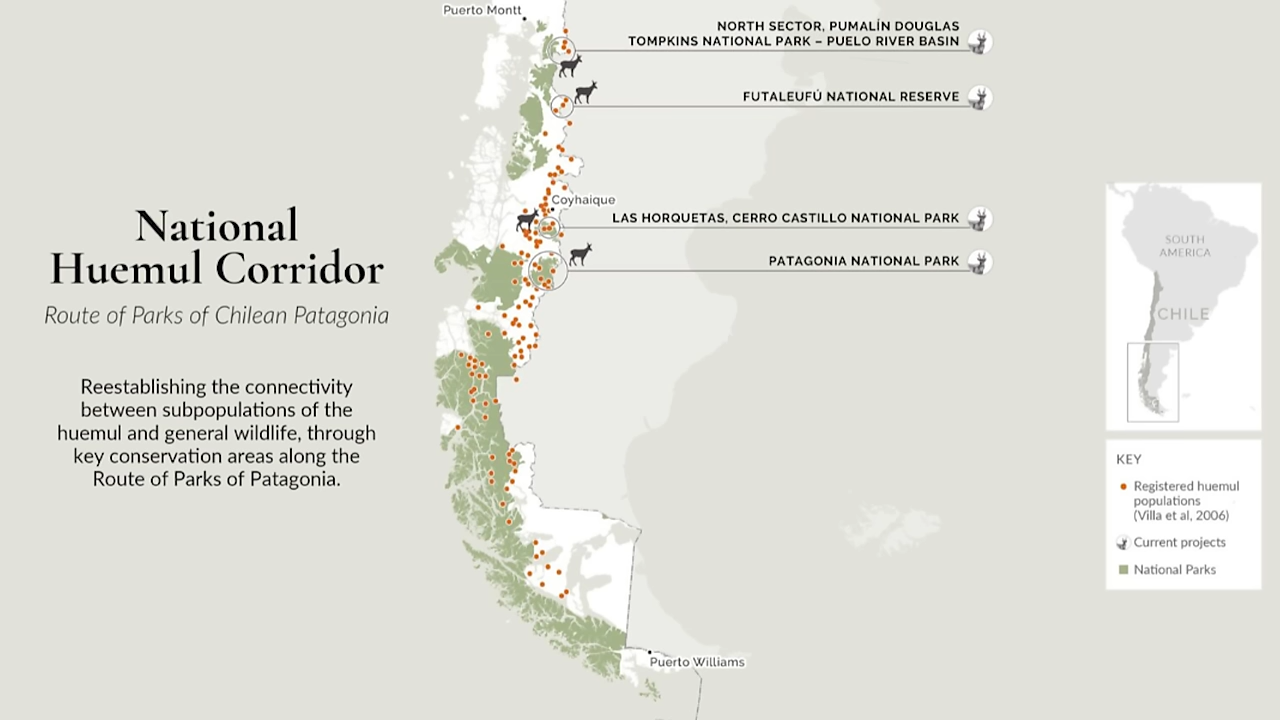 Puerto Montt
NORTH SECTOR, PUMALÍN DOUGLAS
TOMPKINS NATIONAL PARK – PUELO RIVER BASIN
FUTALEUFÚ NATIONAL RESERVE
Coyhaique
LAS HORQUETAS, CERRO CASTILLO NATIONAL PARK
PATAGONIA NATIONAL PARK
National
Huemul Corridor
Route of Parks of Chilean Patagonia
Reestablishing the connectivity
between subpopulations of the
huemul and general wildlife, through
key conservation areas along the
Route of Parks of Patagonia.
Puerto Williams
SOUTH
AMERICA
CHILE
KEY
Registered huemul
populations
(Villa et al, 2006)
Current projects
National Parks